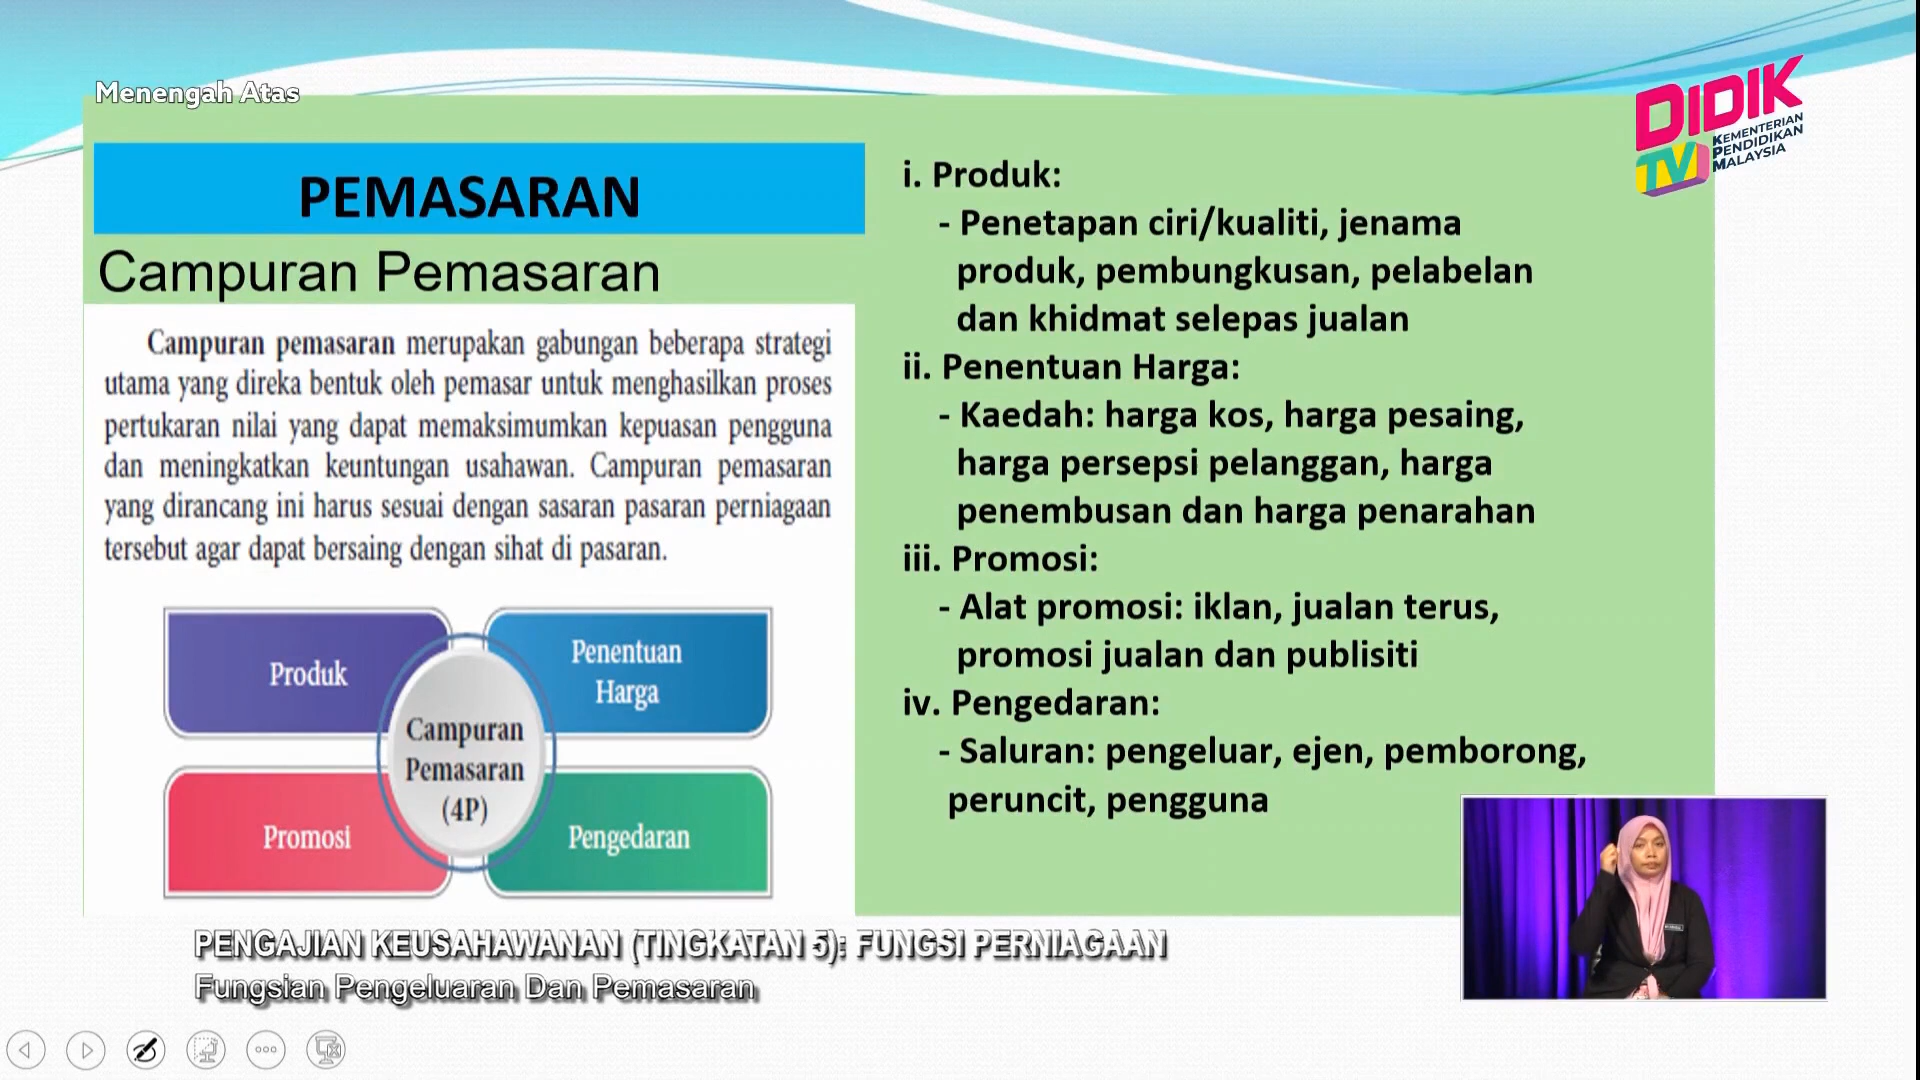 Menengah Atas
DIDIK
TV
KEMENTERIAN
PENDIDIKAN
MALAYSIA
PEMASARAN
Campuran Pemasaran
Campuran pemasaran merupakan gabungan beberapa strategi
utama yang direka bentuk oleh pemasar untuk menghasilkan proses
pertukaran nilai yang dapat memaksimumkan kepuasan pengguna
dan meningkatkan keuntungan usahawan. Campuran pemasaran
yang dirancang ini harus sesuai dengan sasaran pasaran perniagaan
tersebut agar dapat bersaing dengan sihat di pasaran.
Produk
Penentuan
Harga
Campuran
Pemasaran
(4P)
Promosi
Pengedaran
i. Produk:
- Penetapan ciri/kualiti, jenama
produk, pembungkusan, pelabelan
dan khidmat selepas jualan
ii. Penentuan Harga:
- Kaedah: harga kos, harga pesaing,
harga persepsi pelanggan, harga
penembusan dan harga penarahan
iii. Promosi:
- Alat promosi: iklan, jualan terus,
promosi jualan dan publisiti
iv. Pengedaran:
- Saluran: pengeluar, ejen, pemborong,
peruncit, pengguna
PENGAJIAN KEUSAHAWANAN (TINGKATAN 5): FUNGSI PERNIAGAAN
Fungsian Pengeluaran Dan Pemasaran